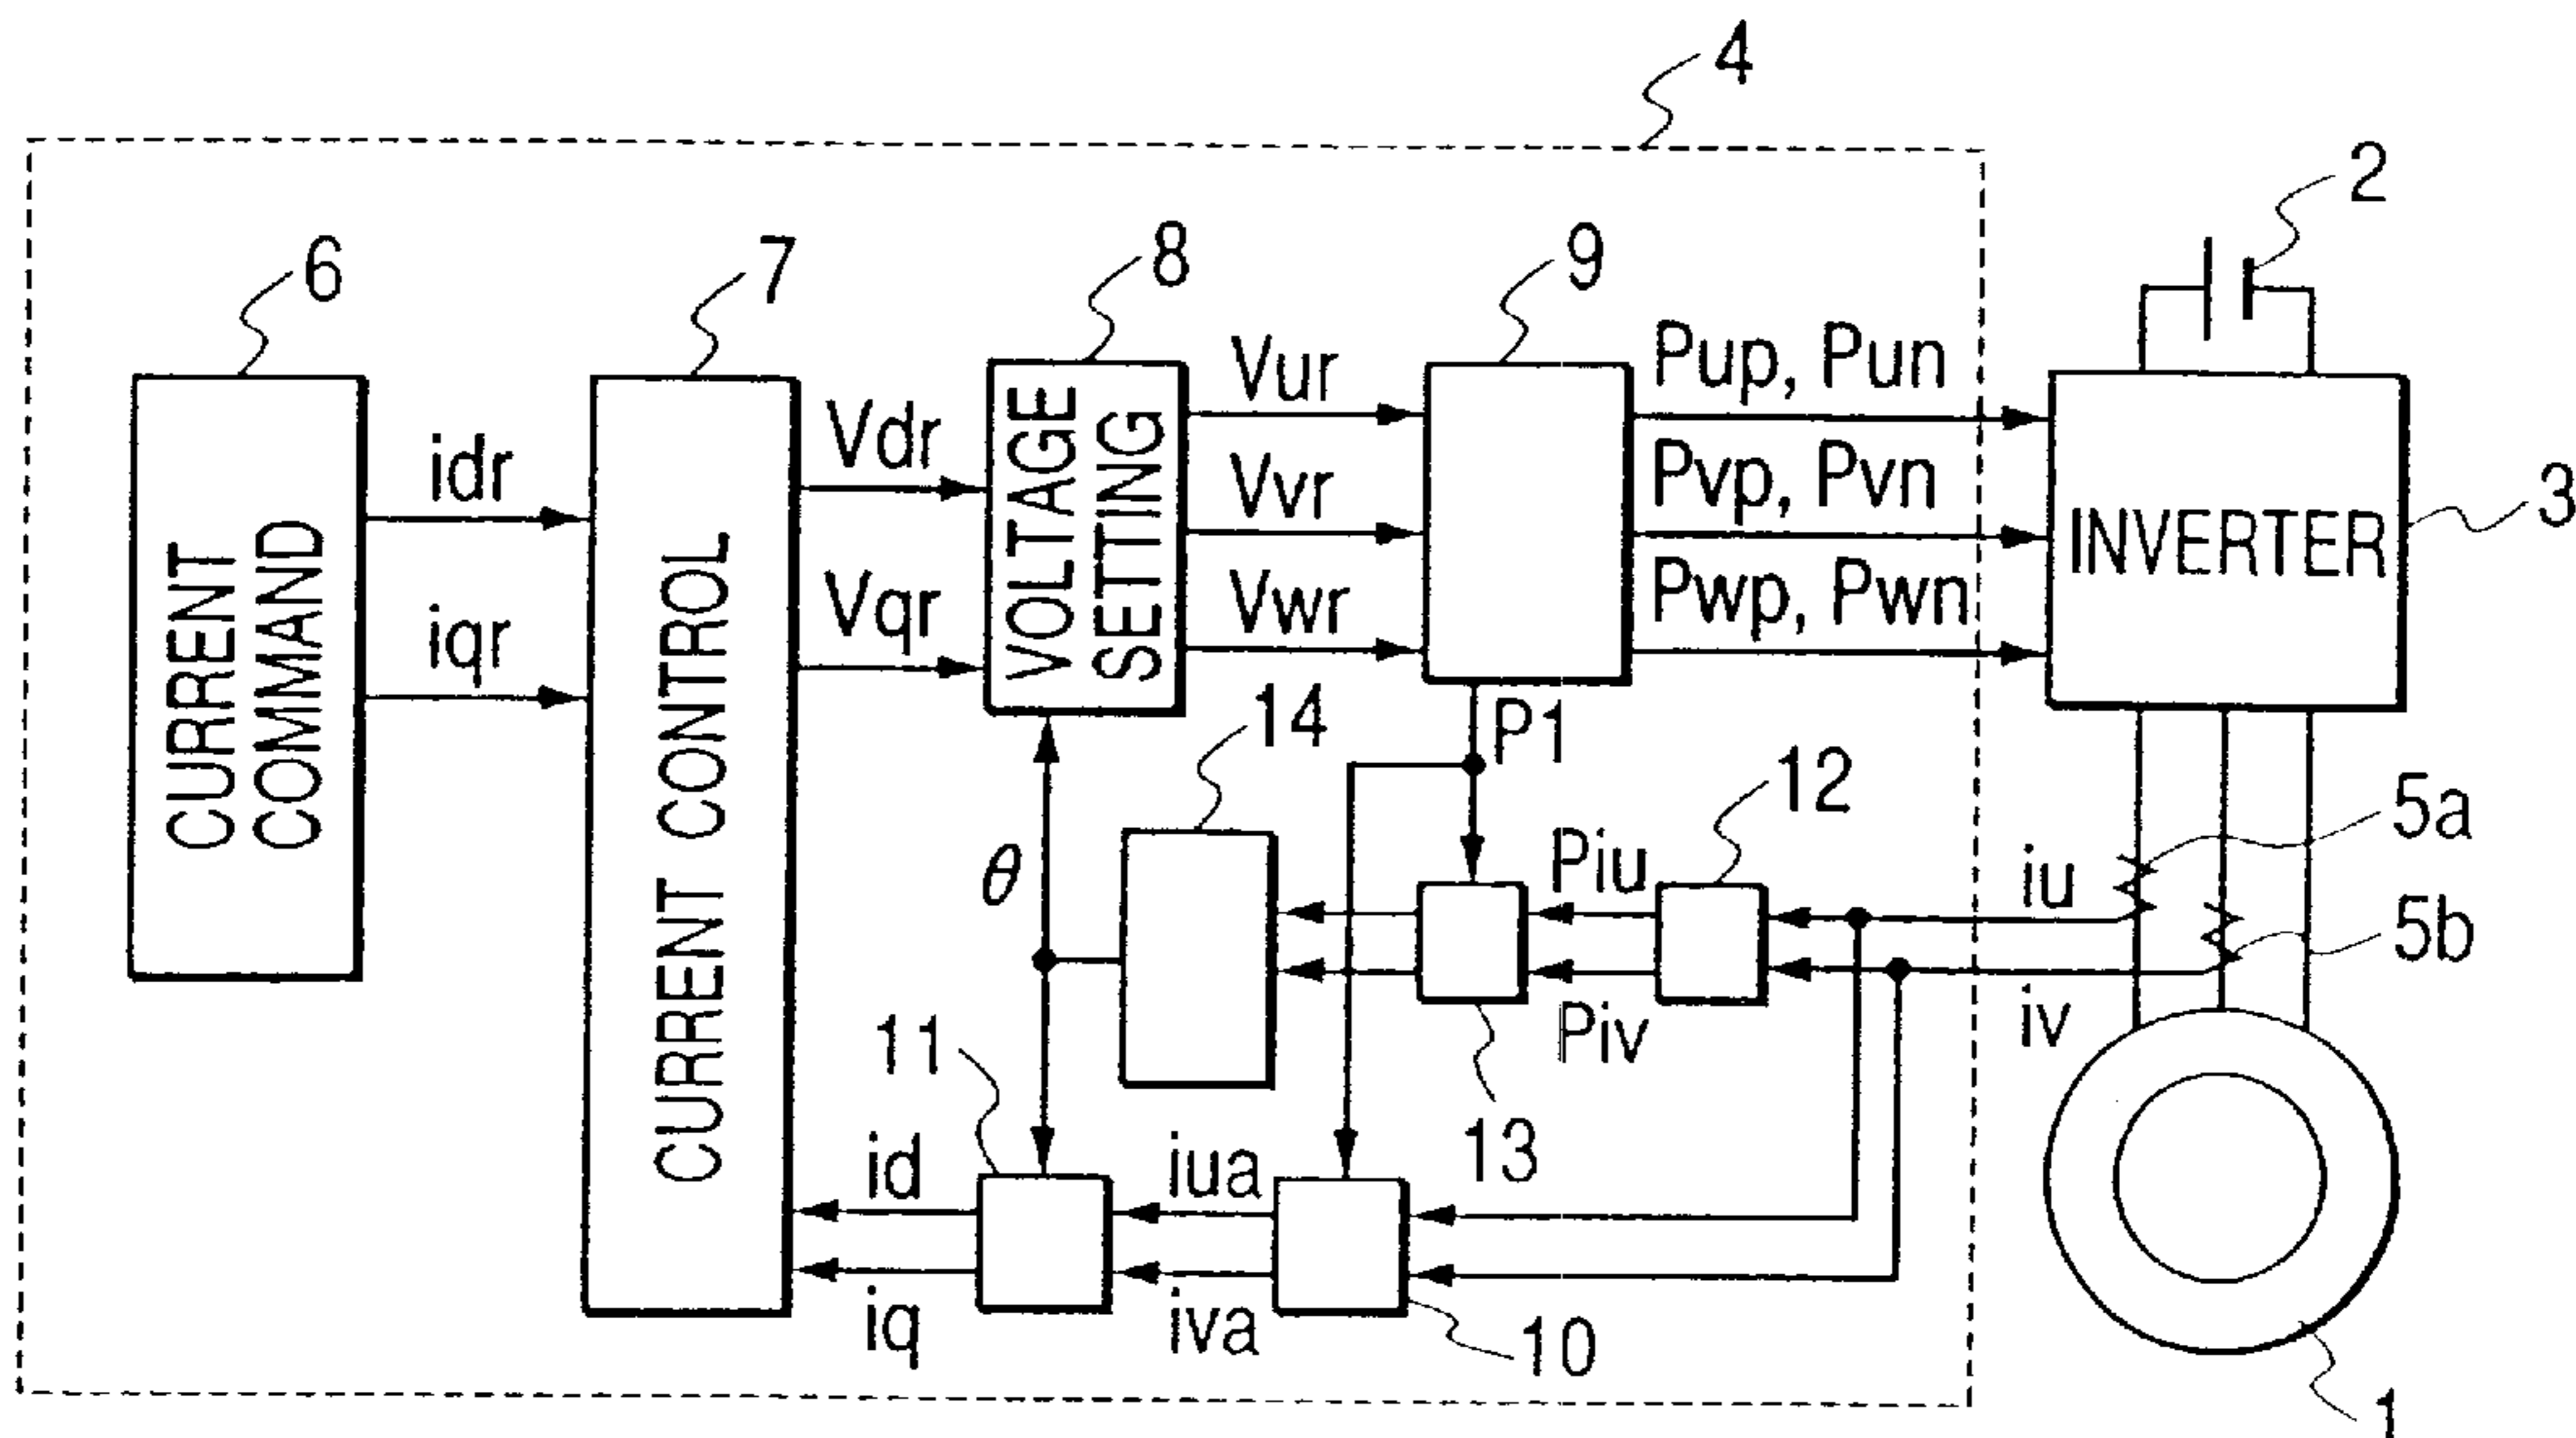 4
2
6
7
8
9
Vur
Pup, Pun
idr
Vdr
VOLTAGE
SETTING
Vvr
Pvp, Pvn
INVERTER
3
CURRENT
COMMAND
iqr
CURRENT CONTROL
Vqr
Vwr
Pwp, Pwn
14
P1
12
5a
θ
Piu
iu
5b
11
Piv
iv
13
id
iua
iq
iva
10
1